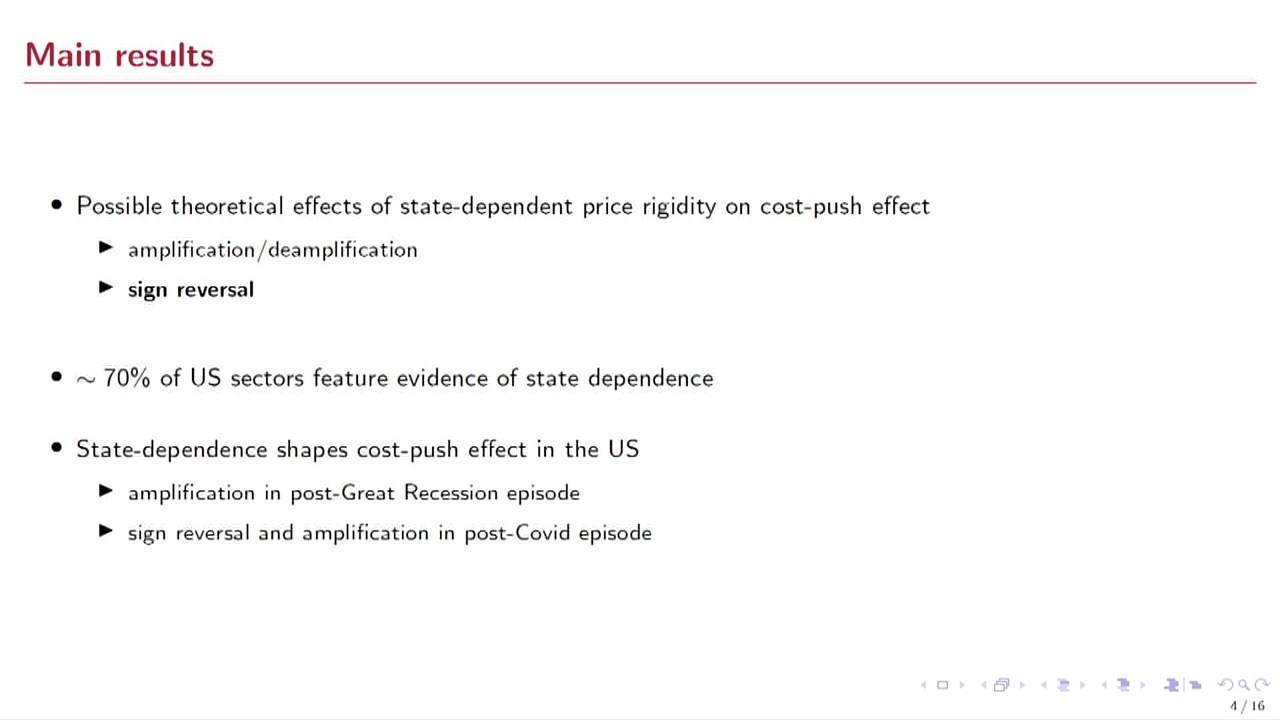 Main results
• Possible theoretical effects of state-dependent price rigidity on cost-push effect
▶ amplification/deamplification
▶ sign reversal
• ∼ 70% of US sectors feature evidence of state dependence
• State-dependence shapes cost-push effect in the US
▶ amplification in post-Great Recession episode
▶ sign reversal and amplification in post-Covid episode
4 / 16